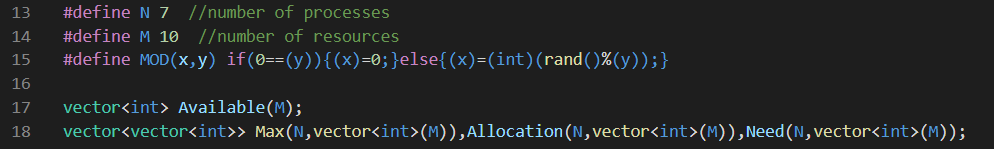 13 #define N 7 //number of processes
14 #define M 10 //number of resources
15 #define MOD(x,y) if(0==(y)){(x)=0;}else{(x)=(int)(rand()%(y));}
16
17 vector<int> Available(M);
18 vector<vector<int>> Max(N,vector<int>(M)),Allocation(N,vector<int>(M)),Need(N,vector<int>(M));